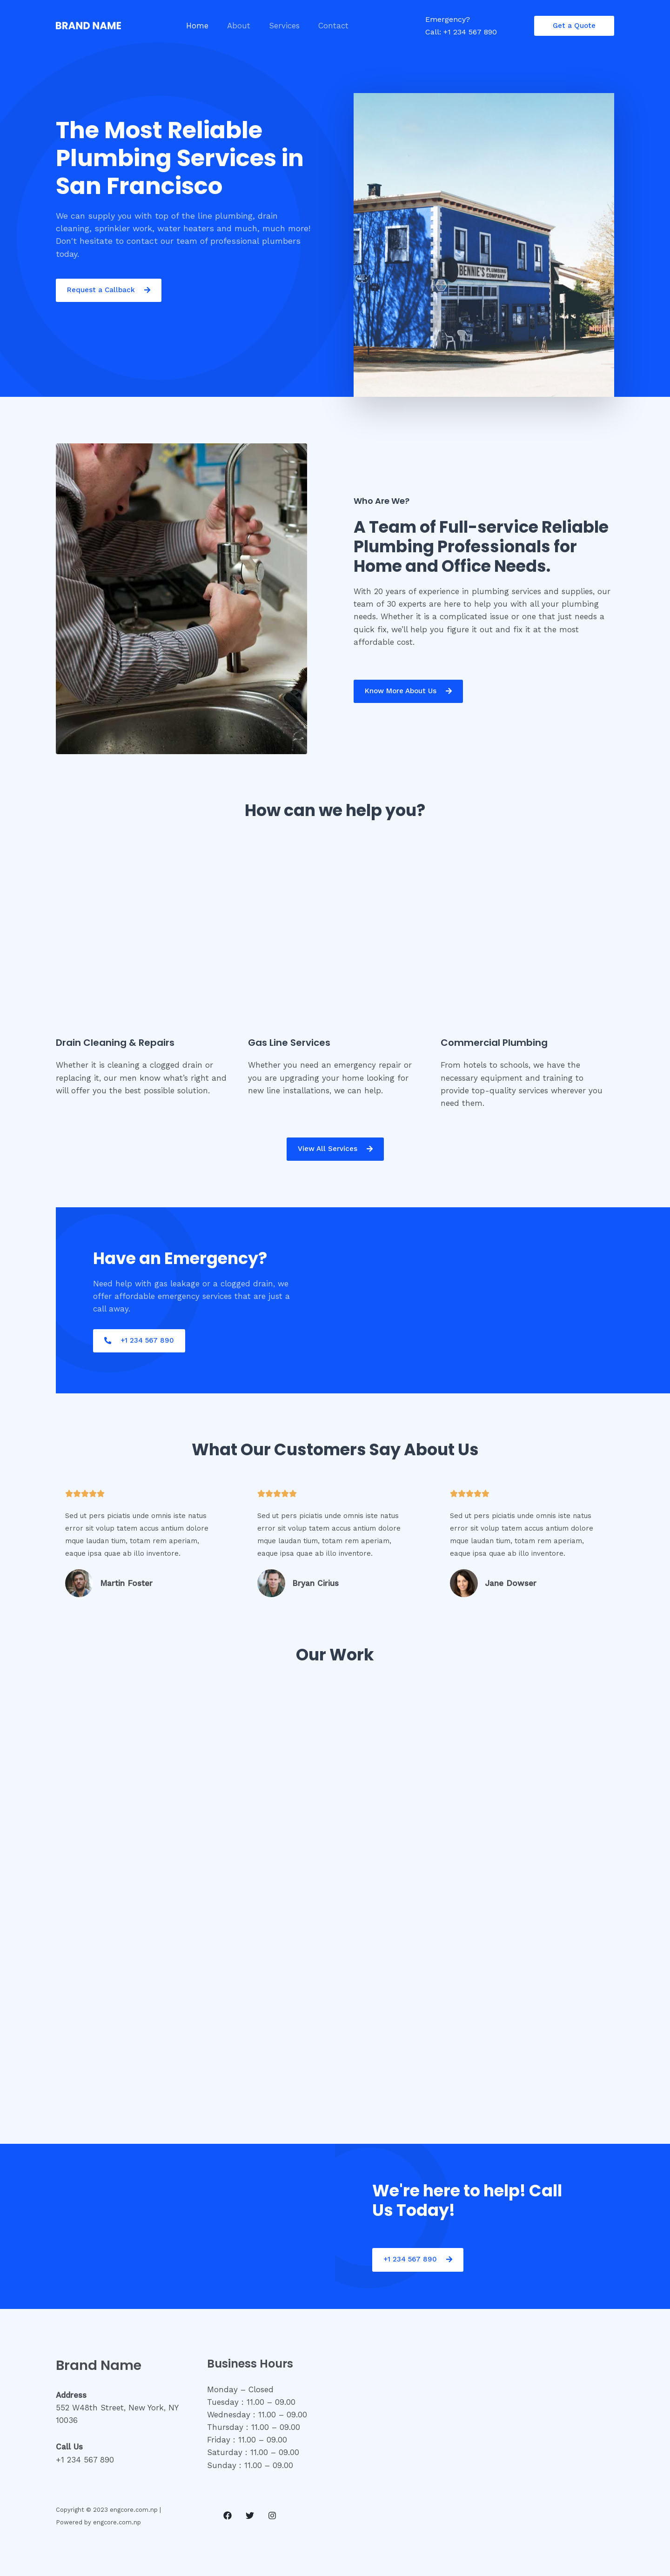 BRAND NAME
Home
About
Services
Contact
Emergency?
Call: +1 234 567 890
Get a Quote
The Most Reliable
Plumbing Services in
San Francisco
We can supply you with top of the line plumbing, drain
cleaning, sprinkler work, water heaters and much, much more!
Don't hesitate to contact our team of professional plumbers
today.
Request a Callback
BENNIE'S PLUMBING
& COMPANY
Who Are We?
A Team of Full-service Reliable
Plumbing Professionals for
Home and Office Needs.
With 20 years of experience in plumbing services and supplies, our
team of 30 experts are here to help you with all your plumbing
needs. Whether it is a complicated issue or one that just needs a
quick fix, we'll help you figure it out and fix it at the most
affordable cost.
Know More About Us
How can we help you?
Drain Cleaning & Repairs
Whether it is cleaning a clogged drain or
replacing it, our men know what's right and
will offer you the best possible solution.
Gas Line Services
Whether you need an emergency repair or
you are upgrading your home looking for
new line installations, we can help.
Commercial Plumbing
From hotels to schools, we have the
necessary equipment and training to
provide top-quality services wherever you
need them.
View All Services
Have an Emergency?
Need help with gas leakage or a clogged drain, we
offer affordable emergency services that are just a
call away.
+1 234 567 890
What Our Customers Say About Us
Sed ut pers piciatis unde omnis iste natus
error sit volup tatem accus antium dolore
mque laudan tium, totam rem aperiam,
eaque ipsa quae ab illo inventore.
Martin Foster
Sed ut pers piciatis unde omnis iste natus
error sit volup tatem accus antium dolore
mque laudan tium, totam rem aperiam,
eaque ipsa quae ab illo inventore.
Bryan Cirius
Sed ut pers piciatis unde omnis iste natus
error sit volup tatem accus antium dolore
mque laudan tium, totam rem aperiam,
eaque ipsa quae ab illo inventore.
Jane Dowser
Our Work
We're here to help! Call
Us Today!
+1 234 567 890
Brand Name
Address
552 W48th Street, New York, NY
10036
Call Us
+1 234 567 890
Business Hours
Monday – Closed
Tuesday : 11.00 – 09.00
Wednesday : 11.00 – 09.00
Thursday : 11.00 – 09.00
Friday : 11.00 – 09.00
Saturday : 11.00 – 09.00
Sunday : 11.00 – 09.00
Copyright © 2023 engcore.com.np |
Powered by engcore.com.np